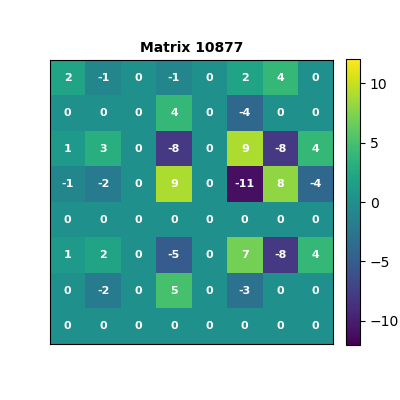 Matrix 10877
2 -1 0 -1 0 2 4 0
0 0 0 4 0 -4 0 0
1 3 0 -8 0 9 -8 4
-1 -2 0 9 0 -11 8 -4
0 0 0 0 0 0 0 0
1 2 0 -5 0 7 -8 4
0 -2 0 5 0 -3 0 0
0 0 0 0 0 0 0 0
10
5
0
−5
−10